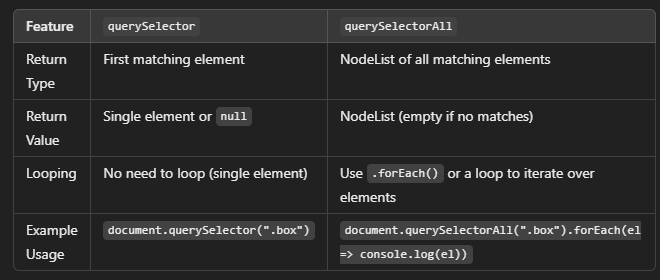 Feature querySelector querySelectorAll
Return Type First matching element NodeList of all matching elements
Return Value Single element or null NodeList (empty if no matches)
Looping No need to loop (single element) Use .forEach() or a loop to iterate over elements
Example Usage document.querySelector(".box") document.querySelectorAll(".box").forEach(el => console.log(el))